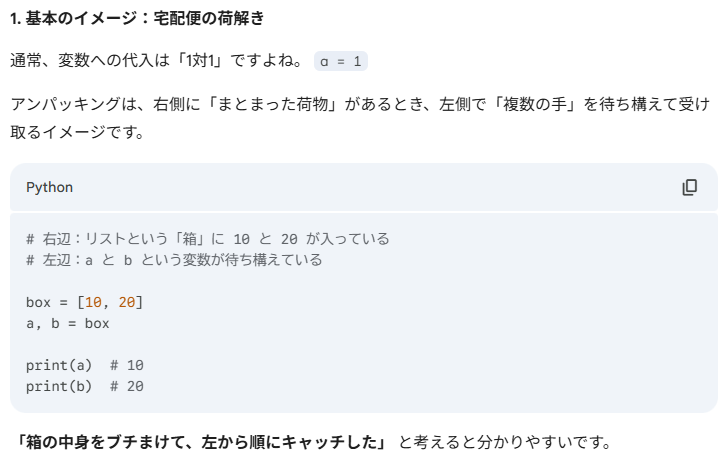 1. 基本のイメージ：宅配便の荷解き
通常、変数への代入は「1対1」ですよね。 a = 1
アンパッキングは、右側に「まとまった荷物」があるとき、左側で「複数の手」を待ち構えて受け
取るイメージです。
Python
# 右辺：リストという「箱」に 10 と 20 が入っている
# 左辺：a と b という変数が待ち構えている
box = [10, 20]
a, b = box
print(a)  # 10
print(b)  # 20
「箱の中身をブチまけて、左から順にキャッチした」 と考えると分かりやすいです。